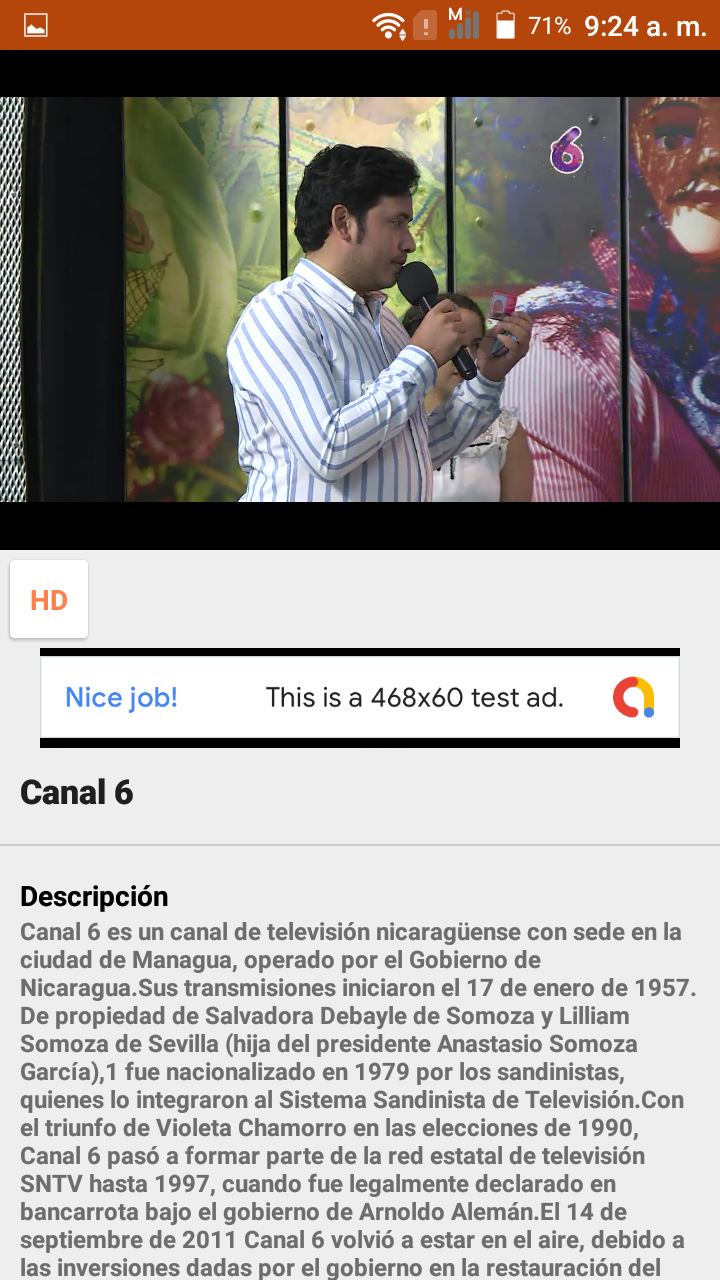 M
71%
9:24 a. m.
6
HD
Nice job!
This is a 468x60 test ad.
Canal 6
Descripción
Canal 6 es un canal de televisión nicaragüense con sede en la
ciudad de Managua, operado por el Gobierno de
Nicaragua.Sus transmisiones iniciaron el 17 de enero de 1957.
De propiedad de Salvadora Debayle de Somoza y Lilliam
Somoza de Sevilla (hija del presidente Anastasio Somoza
García),1 fue nacionalizado en 1979 por los sandinistas,
quienes lo integraron al Sistema Sandinista de Televisión.Con
el triunfo de Violeta Chamorro en las elecciones de 1990,
Canal 6 pasó a formar parte de la red estatal de televisión
SNTV hasta 1997, cuando fue legalmente declarado en
bancarrota bajo el gobierno de Arnoldo Alemán.El 14 de
septiembre de 2011 Canal 6 volvió a estar en el aire, debido a
las inversiones dadas por el gobierno en la restauración del